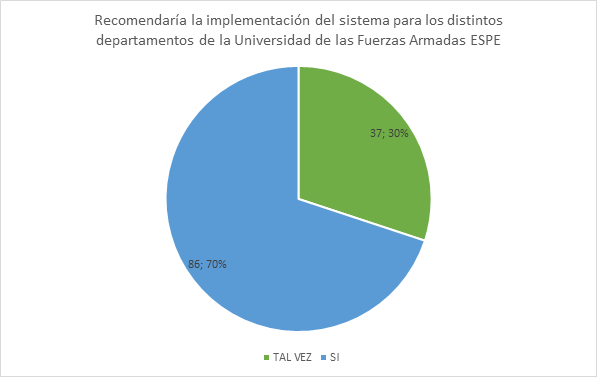 Recomendaría la implementación del sistema para los distintos
departamentos de la Universidad de las Fuerzas Armadas ESPE
37; 30%
86; 70%
TAL VEZ SI